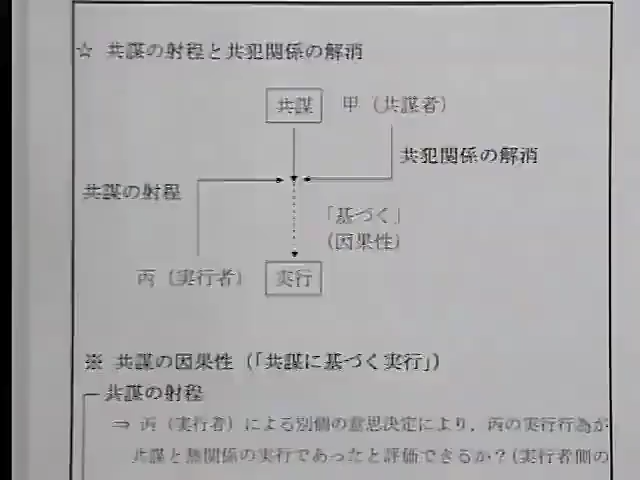 ☆ 共謀の射程と共犯関係の解消
共謀 甲（共謀者）
共犯関係の解消
共謀の射程
「基づく」
（因果性）
丙（実行者） 実行
※ 共謀の因果性（「共謀に基づく実行」）
共謀の射程
⇒ 丙（実行者）による別個の意思決定により，丙の実行行為が
共謀と無関係の実行であったと評価できるか？（実行者側の